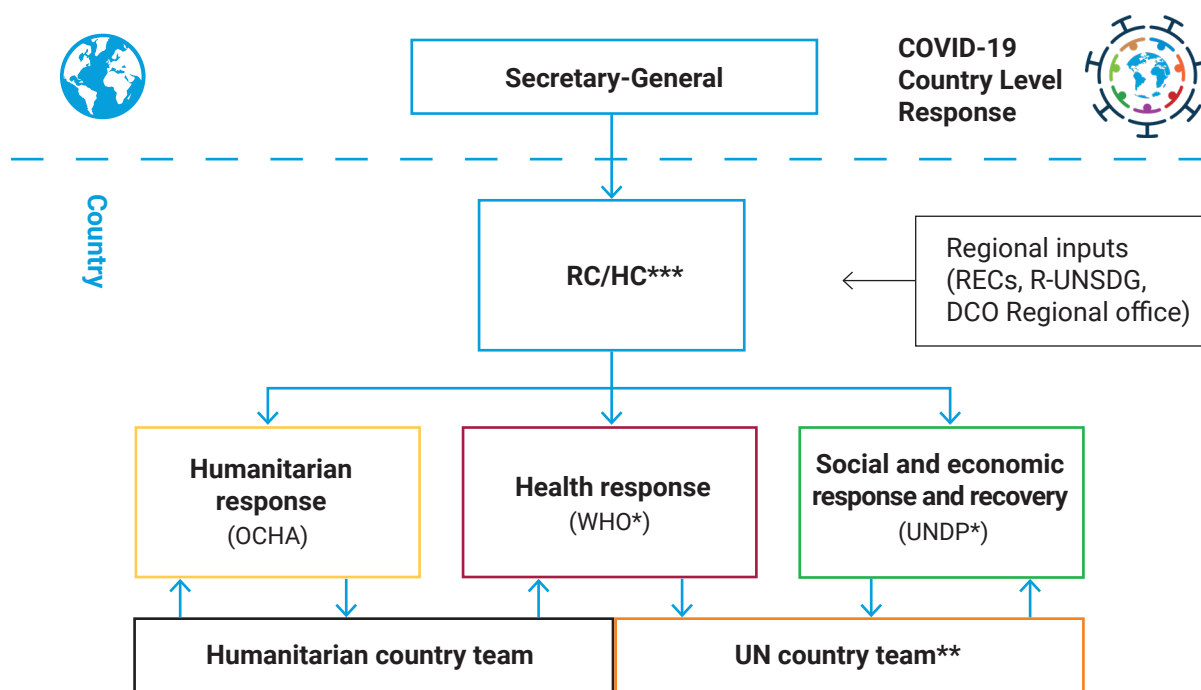 Secretary-General
COVID-19
Country Level
Response
Country
RC/HC***
Regional inputs
(RECs, R-UNSDG,
DCO Regional office)
Humanitarian
response
(OCHA)
Health response
(WHO*)
Social and economic
response and recovery
(UNDP*)
Humanitarian country team
UN country team**